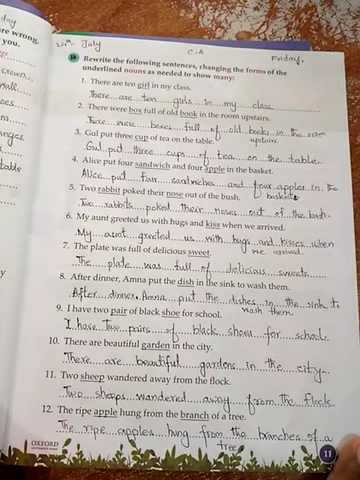 day
24th July
C-A
Friday.
are wrong.
you.
crown...
small.
table
Rewrite the following sentences, changing the forms of the
underlined nouns as needed to show many:
1. There are ten girl in my class.
There are ten girls in my class.
2. There were box full of old book in the room upstairs.
There were boxes full of old books in the room
upstairs.
3. Gul put three cup of tea on the table.
Gul put three cups of tea on the table.
4. Alice put four sandwich and four apple in the basket.
Alice put four sandwiches and four apples in the
basket.
5. Two rabbit poked their nose out of the bush.
Two rabbits poked their noses out of the bush.
6. My aunt greeted us with hugs and kiss when we arrived.
My aunt greeted us with hugs and kisses when
we arrived.
7. The plate was full of delicious sweet.
The plate was full of delicious sweets
8. After dinner, Amna put the dish in the sink to wash them.
After dinner, Amna put the dishes in the sink to
wash them.
9. I have two pair of black shoe for school.
I have two pairs of black shoes for school.
10. There are beautiful garden in the city.
There are beautiful gardens in the city.
11. Two sheep wandered away from the flock.
Two sheeps wandered away from the flock
12. The ripe apple hung from the branch of a tree.
The ripe apples hung from the branches of a
tree
OXFORD
UNIVERSITY PRESS
11